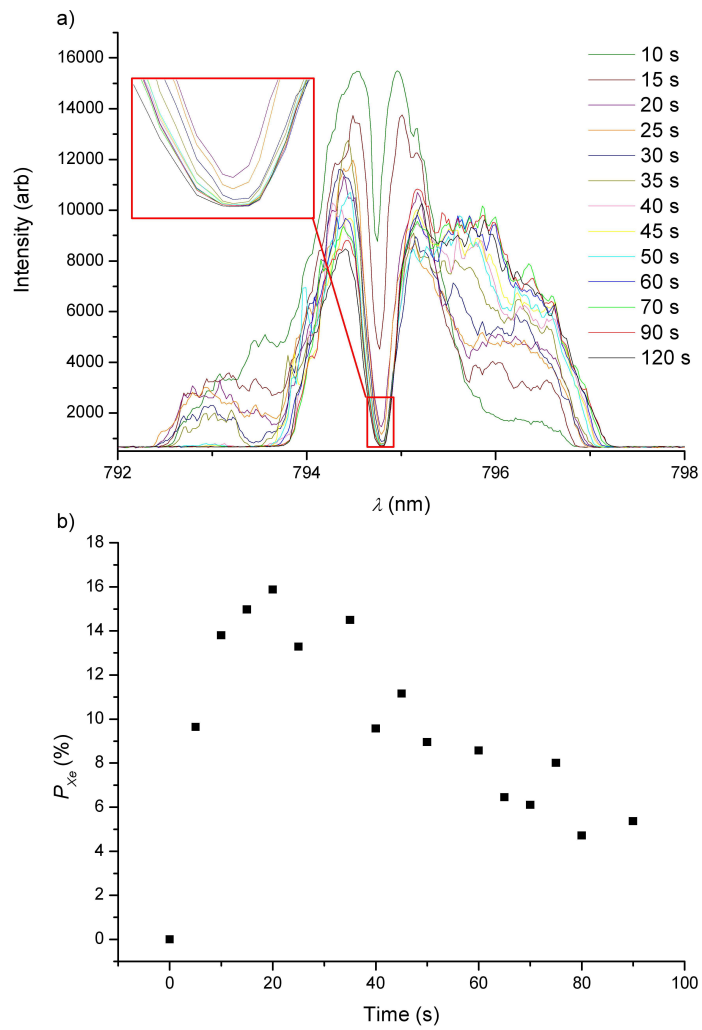 a)
16000
14000
12000
10000
8000
6000
4000
2000
Intensity (arb)
792
794
796
798
λ (nm)
10 s
15 s
20 s
25 s
30 s
35 s
40 s
45 s
50 s
60 s
70 s
90 s
120 s
b)
18
16
14
12
10
8
6
4
2
0
P Xe (%)
0
20
40
60
80
100
Time (s)